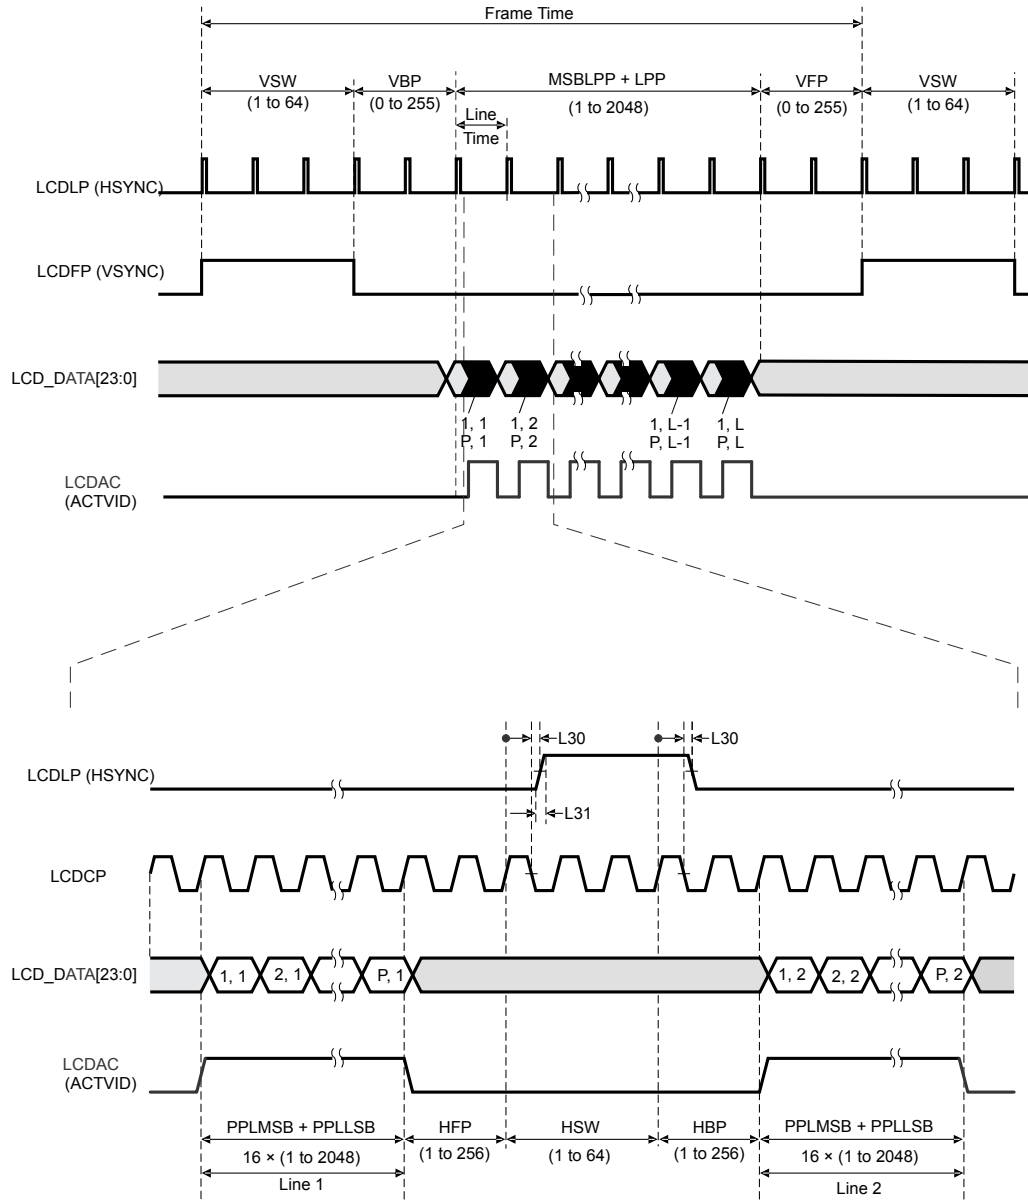 Frame Time
VSW
(1 to 64)
VBP
(0 to 255)
MSBLPP + LPP
(1 to 2048)
VFP
(0 to 255)
VSW
(1 to 64)
Line
Time
LCDLP (HSYNC)
LCDFP (VSYNC)
LCD_DATA[23:0]
1, 1
P, 1
1, 2
P, 2
1, L-1
P, L-1
1, L
P, L
LCDAC
(ACTVID)
L30
L30
LCDLP (HSYNC)
L31
LCDCP
LCD_DATA[23:0]
1, 1
2, 1
P, 1
1, 2
2, 2
P, 2
LCDAC
(ACTVID)
PPLMSB + PPLLSB
16 × (1 to 2048)
Line 1
HFP
(1 to 256)
HSW
(1 to 64)
HBP
(1 to 256)
PPLMSB + PPLLSB
16 × (1 to 2048)
Line 2